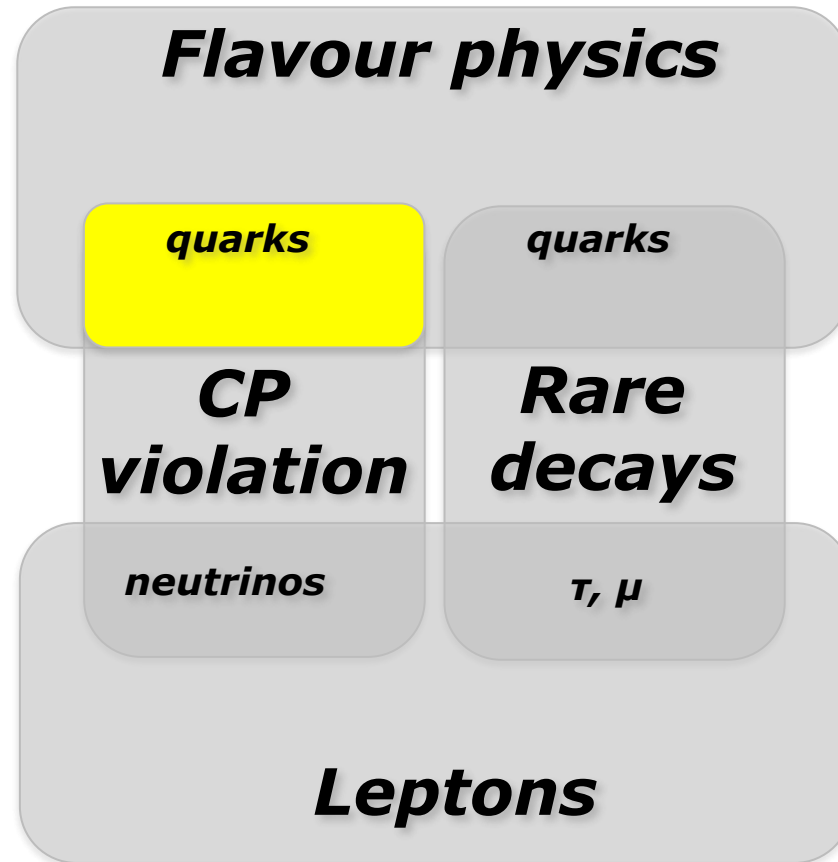 Flavour physics
quarks
quarks
CP
violation
Rare
decays
neutrinos
τ, μ
Leptons